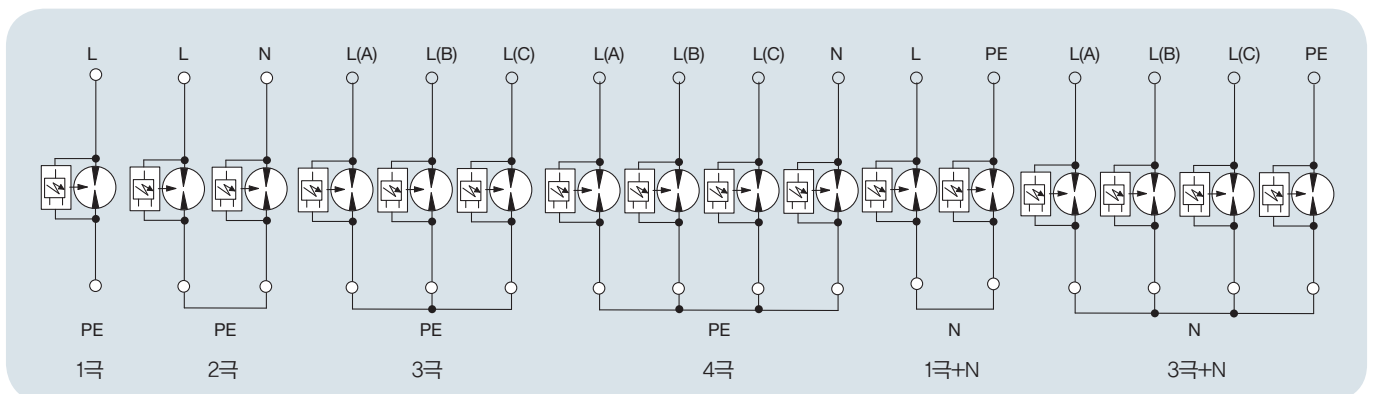 L L N L(A) L(B) L(C) L(A) L(B) L(C) N L PE L(A) L(B) L(C) PE
PE PE PE PE N N
1극 2극 3극 4극 1극+N 3극+N